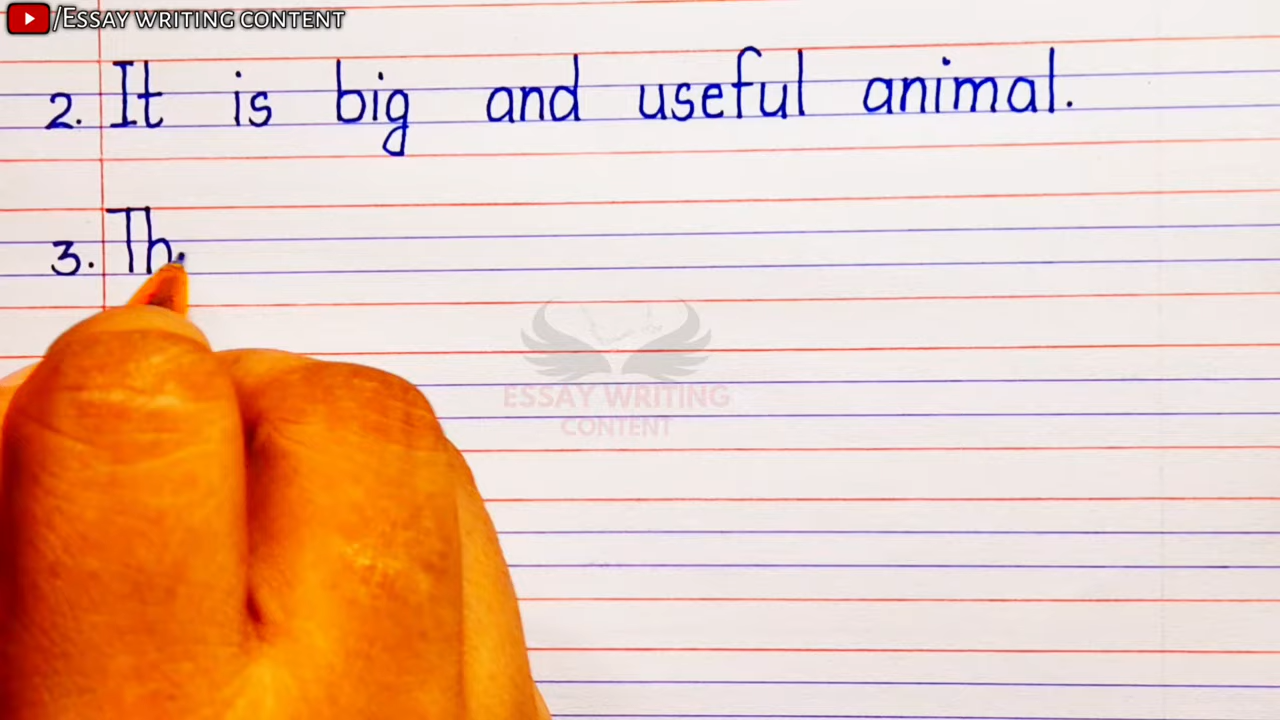 /ESSAY WRITING CONTENT
2. It is big and useful animal.
3. Th
ESSAY WRITING
CONTENT